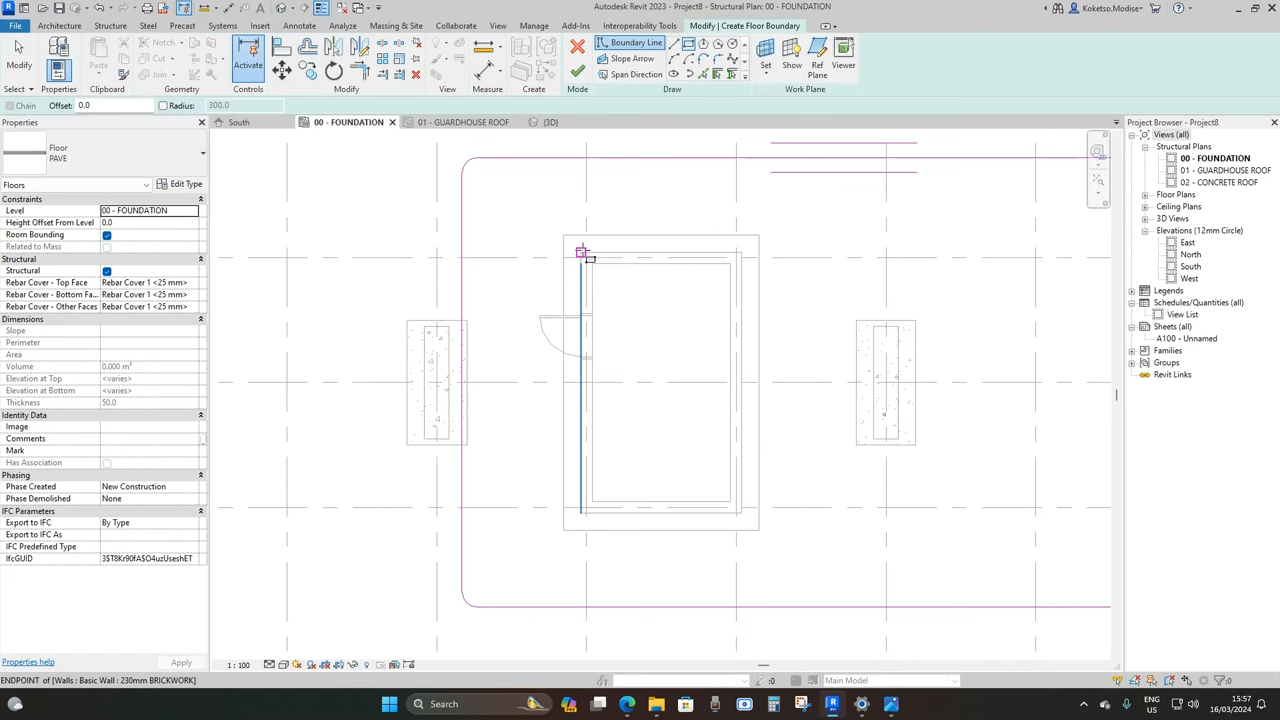 Autodesk Revit 2023 - Project8 - Structural Plan: 00 - FOUNDATION
Koketso.Modise
File Architecture Structure Steel Precast Systems Insert Annotate Analyze Massing & Site Collaborate View Manage Add-Ins Interoperability Tools Modify | Create Floor Boundary
Modify
Properties
Paste
Notch
Cut
Join
Activate
Boundary Line
Slope Arrow
Span Direction
Set Show Ref Plane Viewer
Select Properties Clipboard Geometry Controls Modify View Measure Create Mode Draw Work Plane
Chain Offset: 0.0 Radius: 300.0
Properties
South 00 - FOUNDATION 01 - GUARDHOUSE ROOF {3D}
Floor
PAVE
Floors Edit Type
Constraints
Level 00 - FOUNDATION
Height Offset From Level 0.0
Room Bounding
Related to Mass
Structural
Structural
Rebar Cover - Top Face Rebar Cover 1 <25 mm>
Rebar Cover - Bottom Fa... Rebar Cover 1 <25 mm>
Rebar Cover - Other Faces Rebar Cover 1 <25 mm>
Dimensions
Slope
Perimeter
Area
Volume 0.000 m³
Elevation at Top <varies>
Elevation at Bottom <varies>
Thickness 50.0
Identity Data
Image
Comments
Mark
Has Association
Phasing
Phase Created New Construction
Phase Demolished None
IFC Parameters
Export to IFC By Type
Export to IFC As
IFC Predefined Type
IfcGUID 3$T8Kr90fA$O4uzUseshET
Properties help Apply
Project Browser - Project8
Views (all)
Structural Plans
00 - FOUNDATION
01 - GUARDHOUSE ROOF
02 - CONCRETE ROOF
Floor Plans
Ceiling Plans
3D Views
Elevations (12mm Circle)
East
North
South
West
Legends
Schedules/Quantities (all)
View List
Sheets (all)
A100 - Unnamed
Families
Groups
Revit Links
1 : 100
ENDPOINT of [Walls : Basic Wall : 230mm BRICKWORK]
:0
Main Model
:0
Search
ENG
US
15:57
16/03/2024